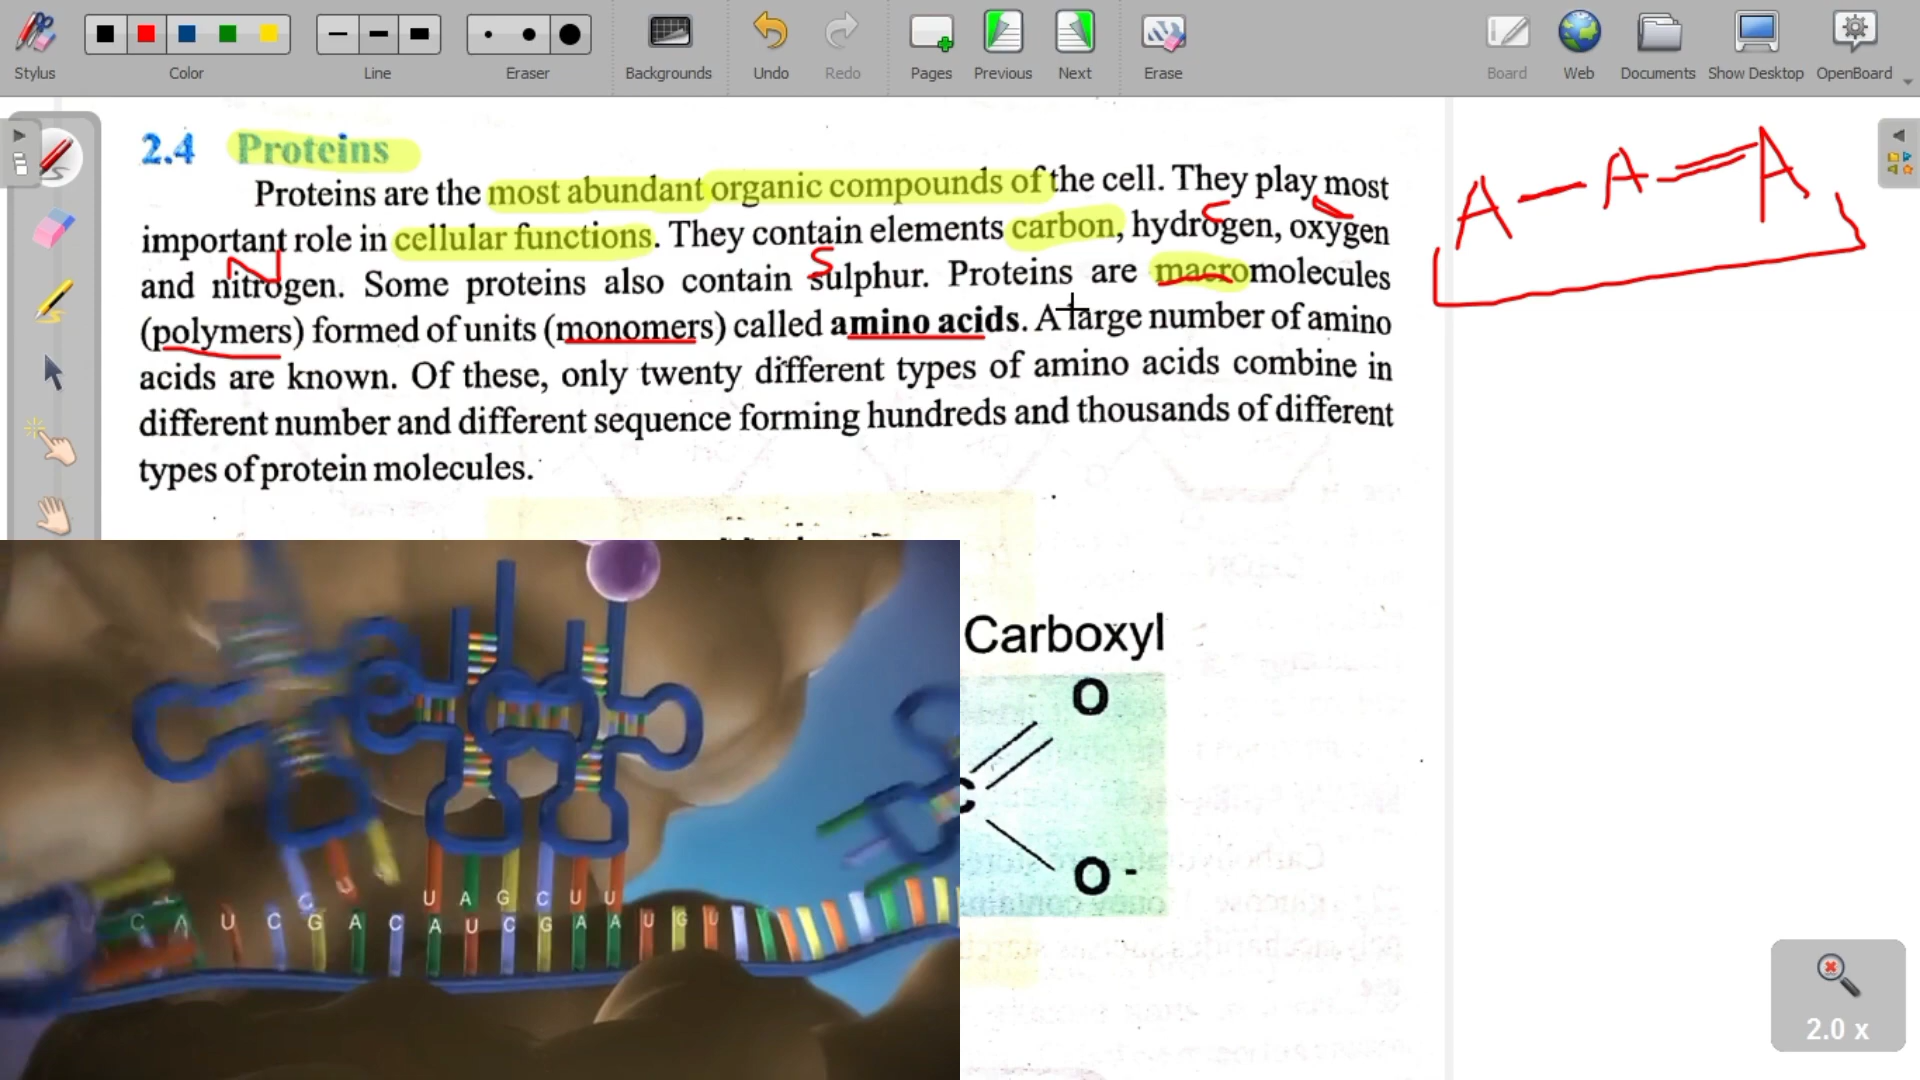 Stylus
Color
Line
Eraser
Backgrounds
Undo
Redo
Pages
Previous
Next
Erase
Board
Web
Documents
Show Desktop
OpenBoard
2.4 Proteins
Proteins are the most abundant organic compounds of the cell. They play most
important role in cellular functions. They contain elements carbon, hydrogen, oxygen
and nitrogen. Some proteins also contain sulphur. Proteins are macromolecules
(polymers) formed of units (monomers) called amino acids. A large number of amino
acids are known. Of these, only twenty different types of amino acids combine in
different number and different sequence forming hundreds and thousands of different
types of protein molecules.
N
S
A — A = A
Carboxyl
O
C
O -
C U
U A G C U U
C A U C G A C A U C G A A U G U
2.0 x